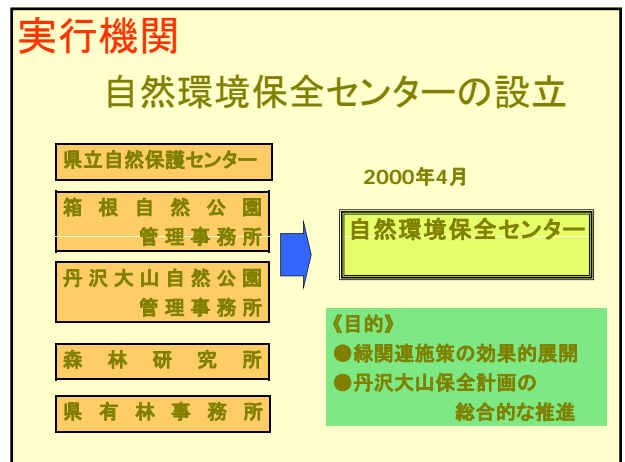 実行機関
自然環境保全センターの設立
県立自然保護センター
箱根自然公園
管理事務所
丹沢大山自然公園
管理事務所
森林研究所
県有林事務所
2000年4月
自然環境保全センター
《目的》
●緑関連施策の効果的展開
●丹沢大山保全計画の
総合的な推進